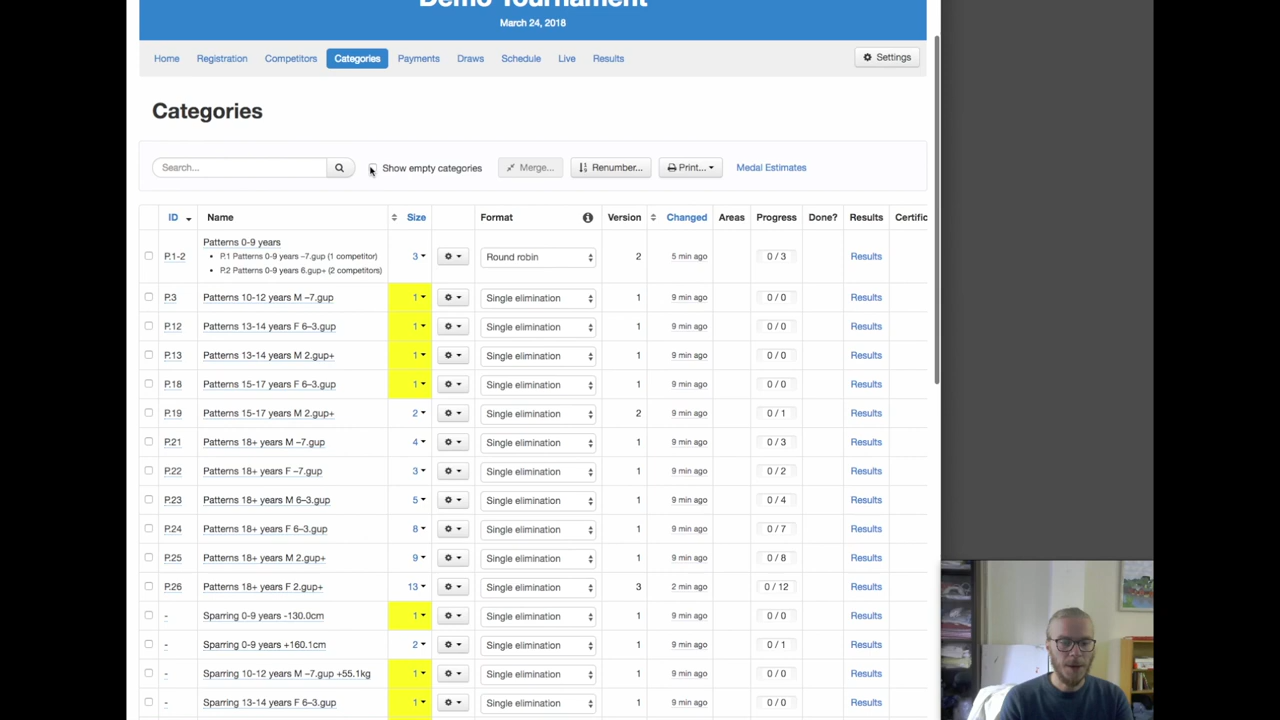 Demo Tournament
March 24, 2018
Home Registration Competitors Categories Payments Draws Schedule Live Results Settings
Categories
Search... Show empty categories Merge... Renumber... Print... Medal Estimates
ID Name Size Format Version Changed Areas Progress Done? Results Certific
P.1-2 Patterns 0-9 years 3 Round robin 2 5 min ago 0 / 3 Results
• P.1 Patterns 0-9 years –7.gup (1 competitor)
• P.2 Patterns 0-9 years 6.gup+ (2 competitors)
P.3 Patterns 10-12 years M –7.gup 1 Single elimination 1 9 min ago 0 / 0 Results
P.12 Patterns 13-14 years F 6–3.gup 1 Single elimination 1 9 min ago 0 / 0 Results
P.13 Patterns 13-14 years M 2.gup+ 1 Single elimination 1 9 min ago 0 / 0 Results
P.18 Patterns 15-17 years F 6–3.gup 1 Single elimination 1 9 min ago 0 / 0 Results
P.19 Patterns 15-17 years M 2.gup+ 2 Single elimination 2 9 min ago 0 / 1 Results
P.21 Patterns 18+ years M –7.gup 4 Single elimination 1 9 min ago 0 / 3 Results
P.22 Patterns 18+ years F –7.gup 3 Single elimination 1 9 min ago 0 / 2 Results
P.23 Patterns 18+ years M 6–3.gup 5 Single elimination 1 9 min ago 0 / 4 Results
P.24 Patterns 18+ years F 6–3.gup 8 Single elimination 1 9 min ago 0 / 7 Results
P.25 Patterns 18+ years M 2.gup+ 9 Single elimination 1 9 min ago 0 / 8 Results
P.26 Patterns 18+ years F 2.gup+ 13 Single elimination 3 2 min ago 0 / 12 Results
- Sparring 0-9 years -130.0cm 1 Single elimination 1 9 min ago 0 / 0 Results
- Sparring 0-9 years +160.1cm 2 Single elimination 1 9 min ago 0 / 1 Results
- Sparring 10-12 years M –7.gup +55.1kg 1 Single elimination 1 9 min ago 0 / 0 Results
- Sparring 13-14 years F 6–3.gup 1 Single elimination 1 9 min ago 0 / 0 Results